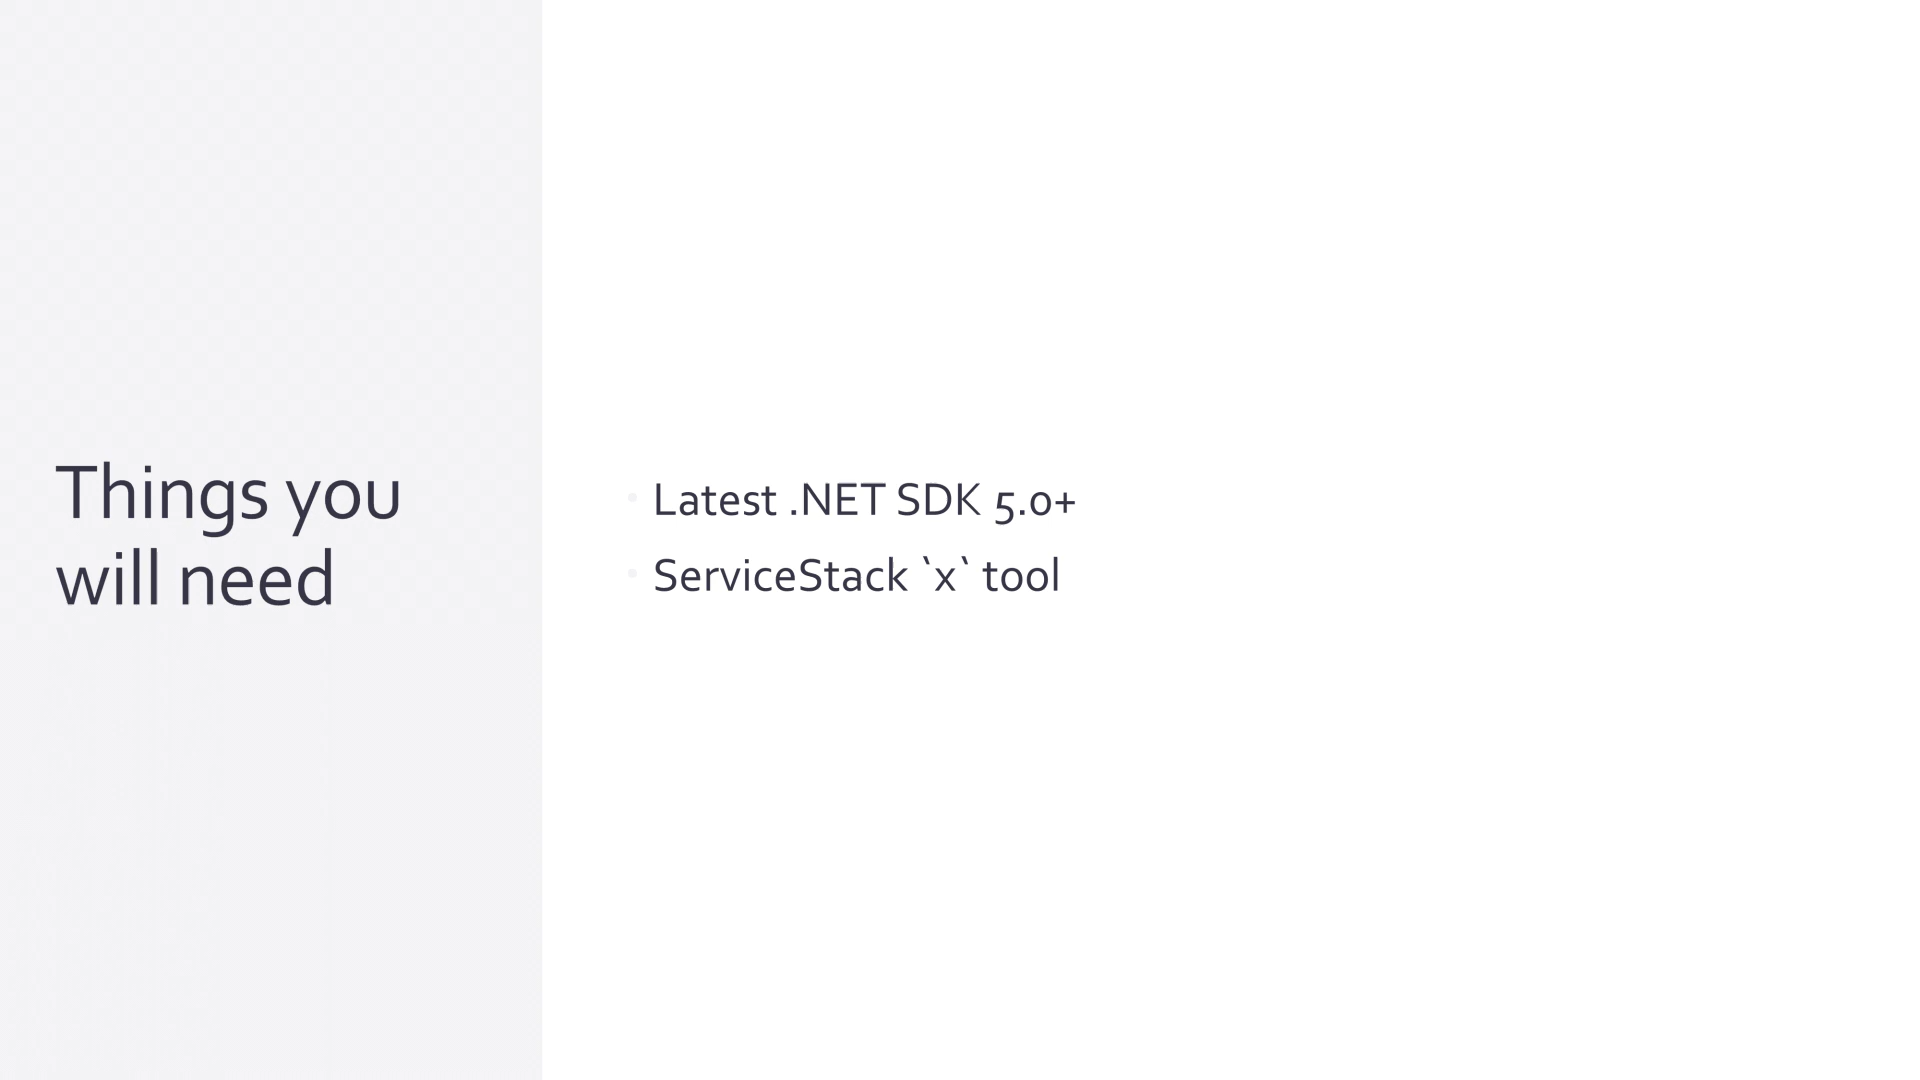 Things you
will need
Latest .NET SDK 5.0+
ServiceStack `x` tool